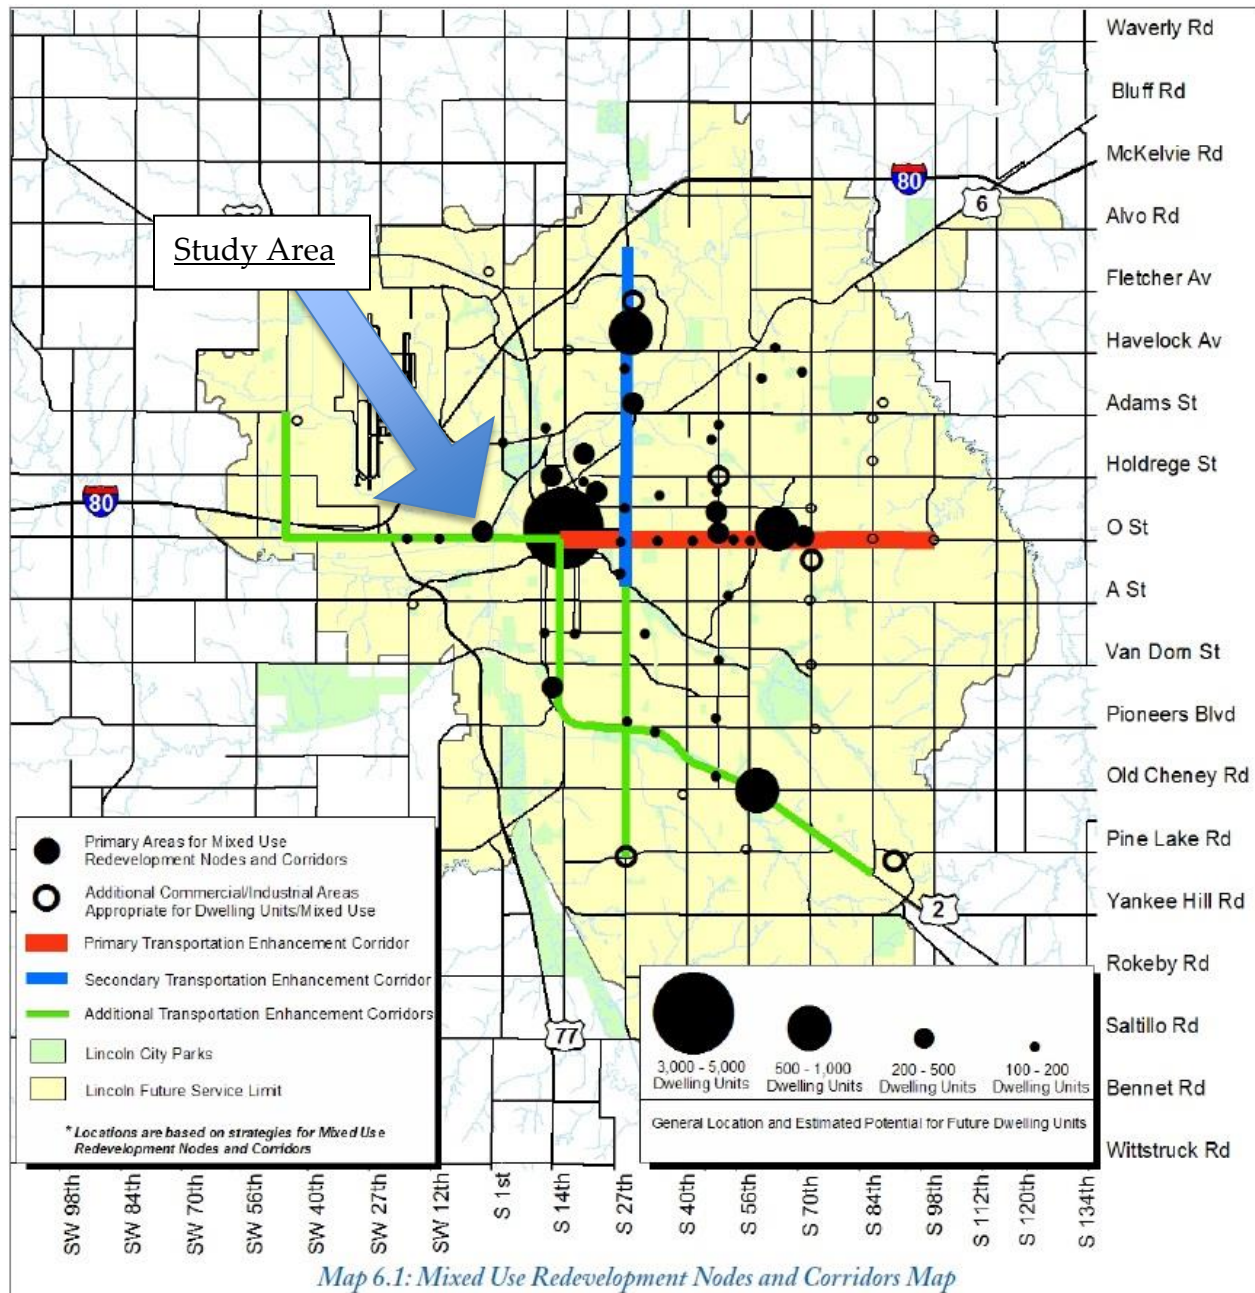 Waverly Rd
Bluff Rd
McKelvie Rd
80
6
Alvo Rd
Study Area
Fletcher Av
Havelock Av
Adams St
Holdrege St
80
O St
A St
Van Dorn St
Pioneers Blvd
Old Cheney Rd
Pine Lake Rd
Yankee Hill Rd
2
Rokeby Rd
Saltillo Rd
77
Bennet Rd
Wittstruck Rd
Primary Areas for Mixed Use
Redevelopment Nodes and Corridors
Additional Commercial/Industrial Areas
Appropriate for Dwelling Units/Mixed Use
Primary Transportation Enhancement Corridor
Secondary Transportation Enhancement Corridor
Additional Transportation Enhancement Corridors
Lincoln City Parks
Lincoln Future Service Limit
* Locations are based on strategies for Mixed Use
Redevelopment Nodes and Corridors
3,000 - 5,000 Dwelling Units
500 - 1,000 Dwelling Units
200 - 500 Dwelling Units
100 - 200 Dwelling Units
General Location and Estimated Potential for Future Dwelling Units
SW 98th
SW 84th
SW 70th
SW 56th
SW 40th
SW 27th
SW 12th
S 1st
S 14th
S 27th
S 40th
S 56th
S 70th
S 84th
S 98th
S 112th
S 120th
S 134th
Map 6.1: Mixed Use Redevelopment Nodes and Corridors Map